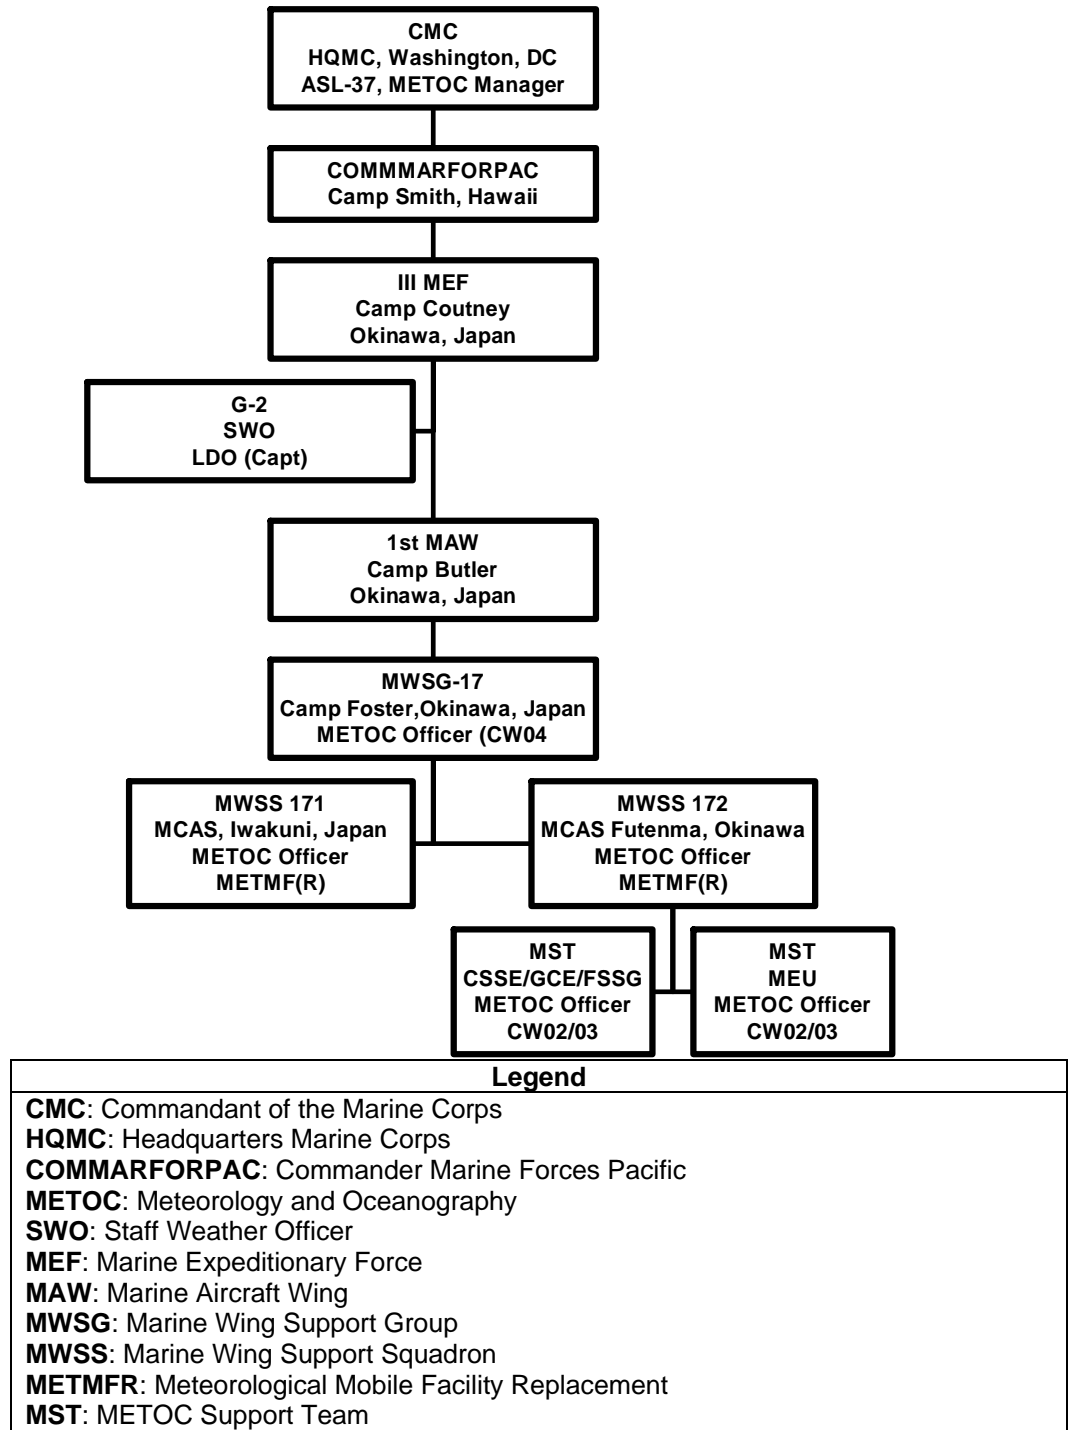 CMC
HQMC, Washington, DC
ASL-37, METOC Manager
COMMMARFORPAC
Camp Smith, Hawaii
III MEF
Camp Coutney
Okinawa, Japan
G-2
SWO
LDO (Capt)
1st MAW
Camp Butler
Okinawa, Japan
MWSG-17
Camp Foster,Okinawa, Japan
METOC Officer (CW04
MWSS 171
MCAS, Iwakuni, Japan
METOC Officer
METMF(R)
MWSS 172
MCAS Futenma, Okinawa
METOC Officer
METMF(R)
MST
CSSE/GCE/FSSG
METOC Officer
CW02/03
MST
MEU
METOC Officer
CW02/03
Legend
CMC: Commandant of the Marine Corps
HQMC: Headquarters Marine Corps
COMMARFORPAC: Commander Marine Forces Pacific
METOC: Meteorology and Oceanography
SWO: Staff Weather Officer
MEF: Marine Expeditionary Force
MAW: Marine Aircraft Wing
MWSG: Marine Wing Support Group
MWSS: Marine Wing Support Squadron
METMFR: Meteorological Mobile Facility Replacement
MST: METOC Support Team